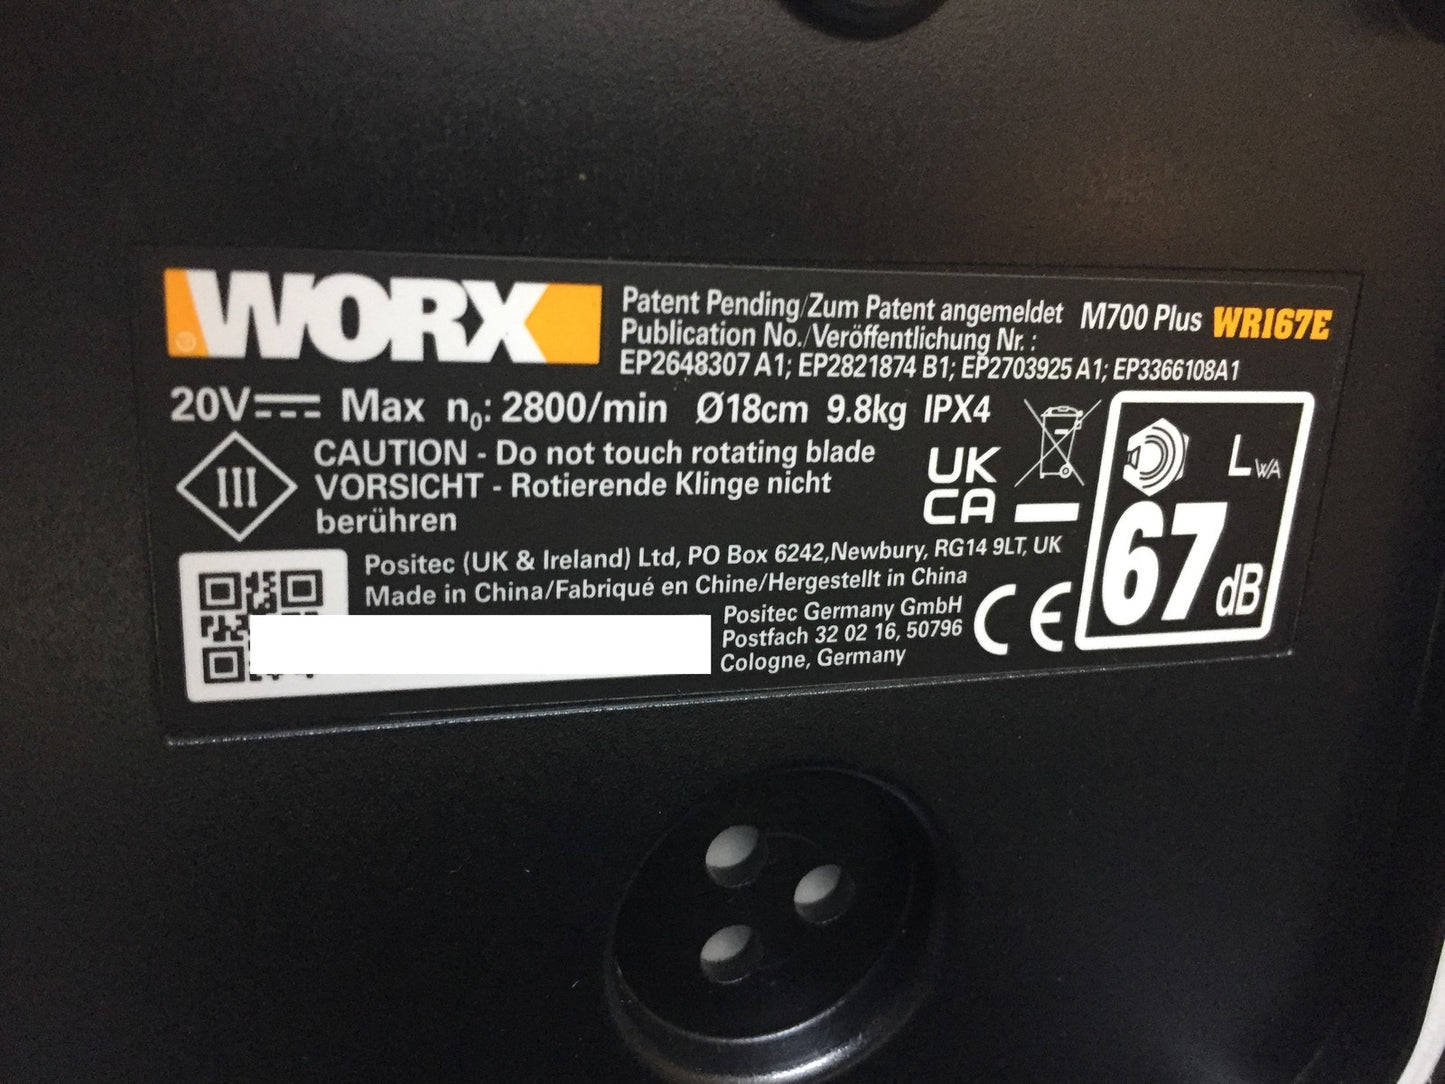 WORX
Patent Pending/Zum Patent angemeldet M700 Plus WR167E
Publication No./Veröffentlichung Nr.:
EP2648307 A1; EP2821874 B1; EP2703925 A1; EP3366108A1
20V Max n0: 2800/min Ø18cm 9.8kg IPX4
III
CAUTION - Do not touch rotating blade
VORSICHT - Rotierende Klinge nicht
berühren
UK
CA
LWA
67 dB
Positec (UK & Ireland) Ltd, PO Box 6242,Newbury, RG14 9LT, UK
Made in China/Fabriqué en Chine/Hergestellt in China
Positec Germany GmbH
Postfach 32 02 16, 50796
Cologne, Germany
CE